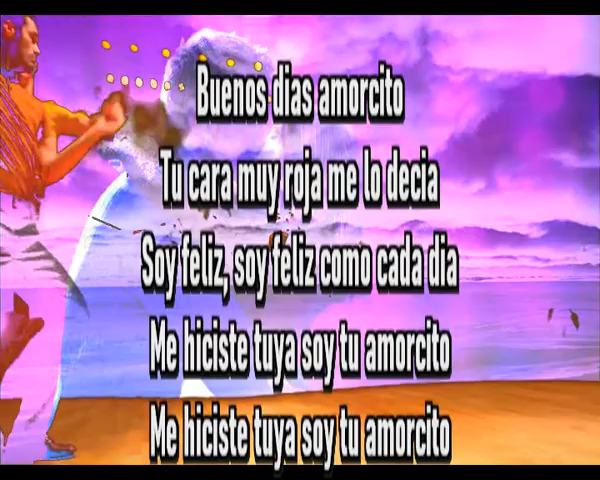 Buenos dias amorcito
Tu cara muy roja me lo decia
Soy feliz, soy feliz como cada dia
Me hiciste tuya soy tu amorcito
Me hiciste tuya soy tu amorcito